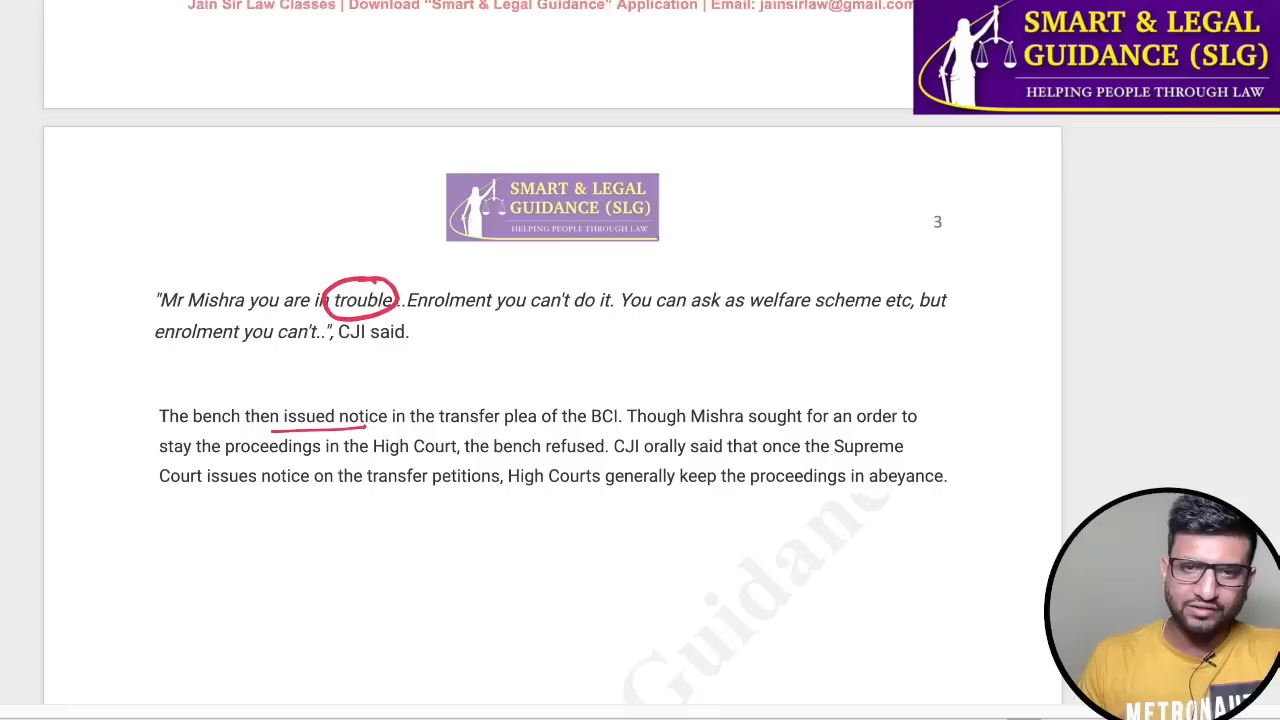 Jain Sir Law Classes | Download “Smart & Legal Guidance” Application | Email: jainsirlaw@gmail.com
SMART & LEGAL
GUIDANCE (SLG)
HELPING PEOPLE THROUGH LAW
SMART & LEGAL
GUIDANCE (SLG)
HELPING PEOPLE THROUGH LAW
3
"Mr Mishra you are in trouble...Enrolment you can't do it. You can ask as welfare scheme etc, but
enrolment you can't..", CJI said.
The bench then issued notice in the transfer plea of the BCI. Though Mishra sought for an order to
stay the proceedings in the High Court, the bench refused. CJI orally said that once the Supreme
Court issues notice on the transfer petitions, High Courts generally keep the proceedings in abeyance.
Guidanc
METRONAUT